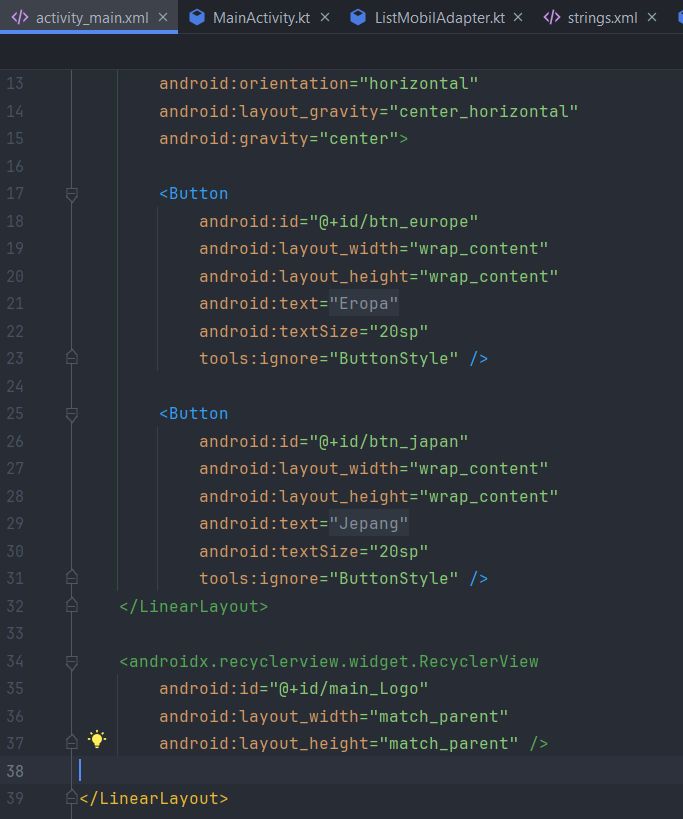 activity_main.xml MainActivity.kt ListMobilAdapter.kt strings.xml
13 android:orientation="horizontal"
14 android:layout_gravity="center_horizontal"
15 android:gravity="center">
16
17 <Button
18 android:id="@+id/btn_europe"
19 android:layout_width="wrap_content"
20 android:layout_height="wrap_content"
21 android:text="Eropa"
22 android:textSize="20sp"
23 tools:ignore="ButtonStyle" />
24
25 <Button
26 android:id="@+id/btn_japan"
27 android:layout_width="wrap_content"
28 android:layout_height="wrap_content"
29 android:text="Jepang"
30 android:textSize="20sp"
31 tools:ignore="ButtonStyle" />
32 </LinearLayout>
33
34 <androidx.recyclerview.widget.RecyclerView
35 android:id="@+id/main_Logo"
36 android:layout_width="match_parent"
37 android:layout_height="match_parent" />
38
39 </LinearLayout>